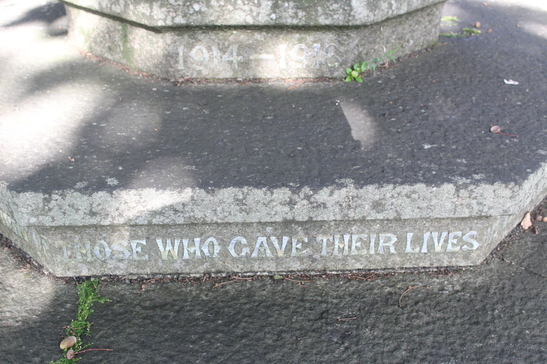 1914 – 1918
THOSE WHO GAVE THEIR LIVES